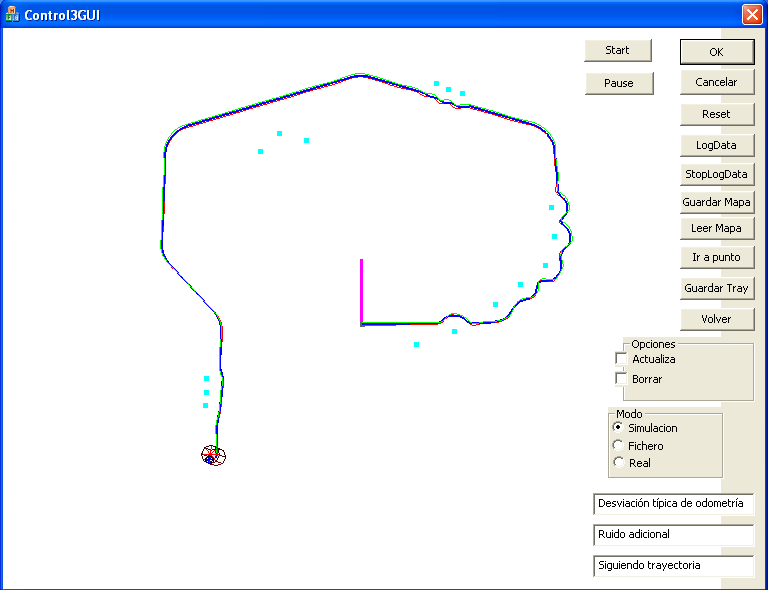 Control3GUI
Start
OK
Pause
Cancelar
Reset
LogData
StopLogData
Guardar Mapa
Leer Mapa
Ir a punto
Guardar Tray
Volver
Opciones
Actualiza
Borrar
Modo
Simulacion
Fichero
Real
Desviación típica de odometría
Ruido adicional
Siguiendo trayectoria